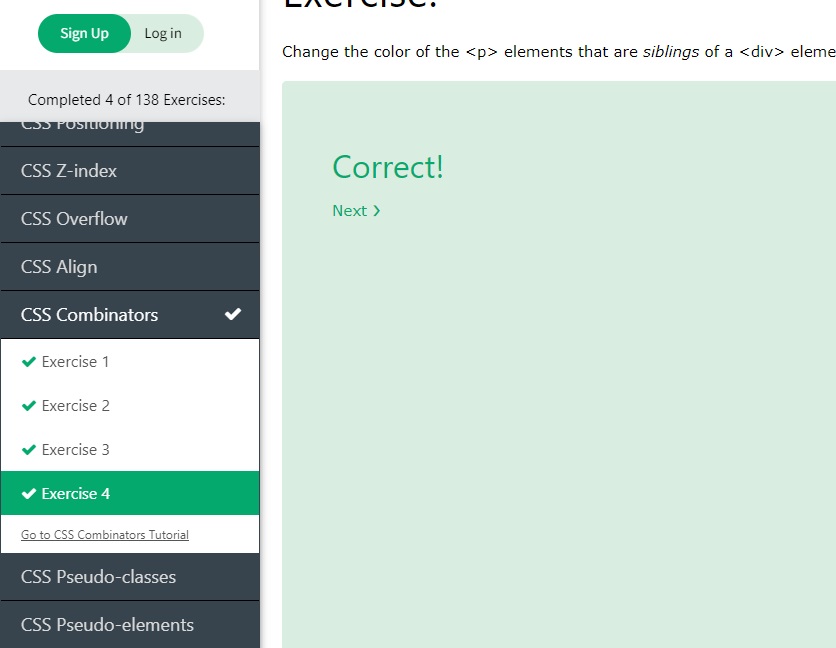 Sign Up
Log in
Completed 4 of 138 Exercises:
CSS Positioning
CSS Z-index
CSS Overflow
CSS Align
CSS Combinators
Exercise 1
Exercise 2
Exercise 3
Exercise 4
Go to CSS Combinators Tutorial
CSS Pseudo-classes
CSS Pseudo-elements
Exercise:
Change the color of the <p> elements that are siblings of a <div> eleme
Correct!
Next ❯